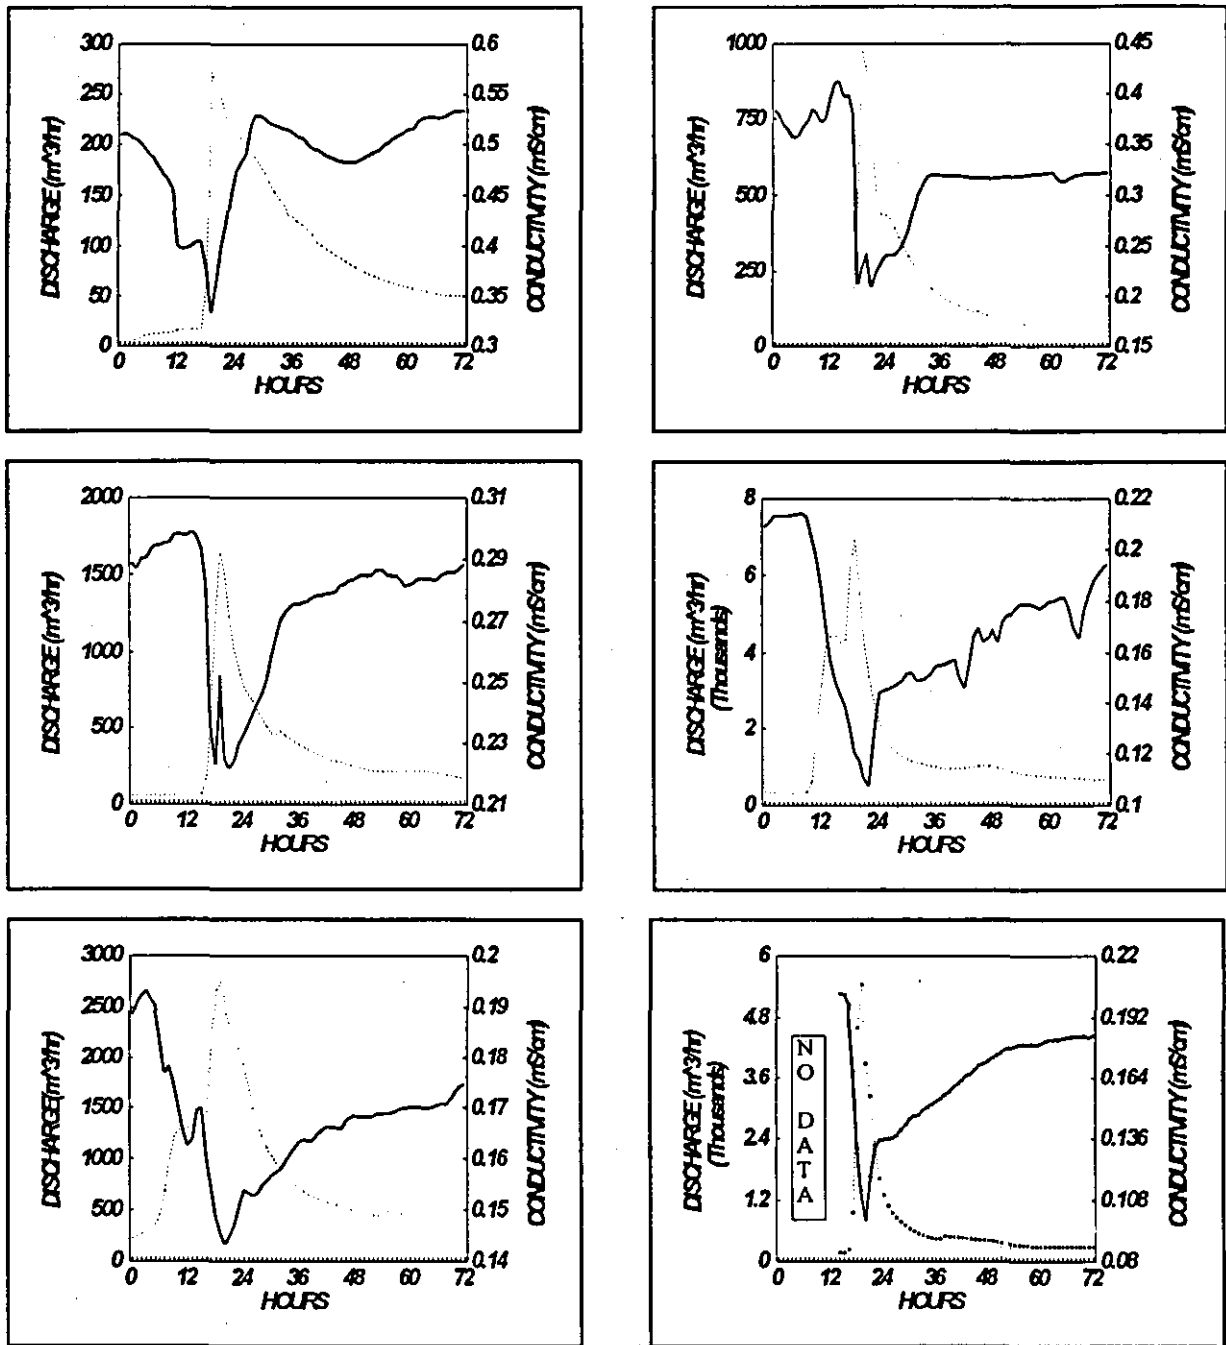 300
250
200
150
100
50
0
0.6
0.55
0.5
0.45
0.4
0.35
0.3
0 12 24 36 48 60 72
HOURS
DISCHARGE (m^3/hr)
CONDUCTIVITY (mS/cm)
1000
750
500
250
0
0.45
0.4
0.35
0.3
0.25
0.2
0.15
0 12 24 36 48 60 72
HOURS
DISCHARGE (m^3/hr)
CONDUCTIVITY (mS/cm)
2000
1500
1000
500
0
0.31
0.29
0.27
0.25
0.23
0.21
0 12 24 36 48 60 72
HOURS
DISCHARGE (m^3/hr)
CONDUCTIVITY (mS/cm)
8
6
4
2
0
0.22
0.2
0.18
0.16
0.14
0.12
0.1
0 12 24 36 48 60 72
HOURS
DISCHARGE (m^3/hr)
(Thousands)
CONDUCTIVITY (mS/cm)
3000
2500
2000
1500
1000
500
0
0.2
0.19
0.18
0.17
0.16
0.15
0.14
0 12 24 36 48 60 72
HOURS
DISCHARGE(m^3/hr)
CONDUCTIVITY (mS/cm)
6
4.8
3.6
2.4
1.2
0
0.22
0.192
0.164
0.136
0.108
0.08
0 12 24 36 48 60 72
HOURS
DISCHARGE (m^3/hr)
(Thousands)
CONDUCTIVITY (mS/cm)
NO DATA